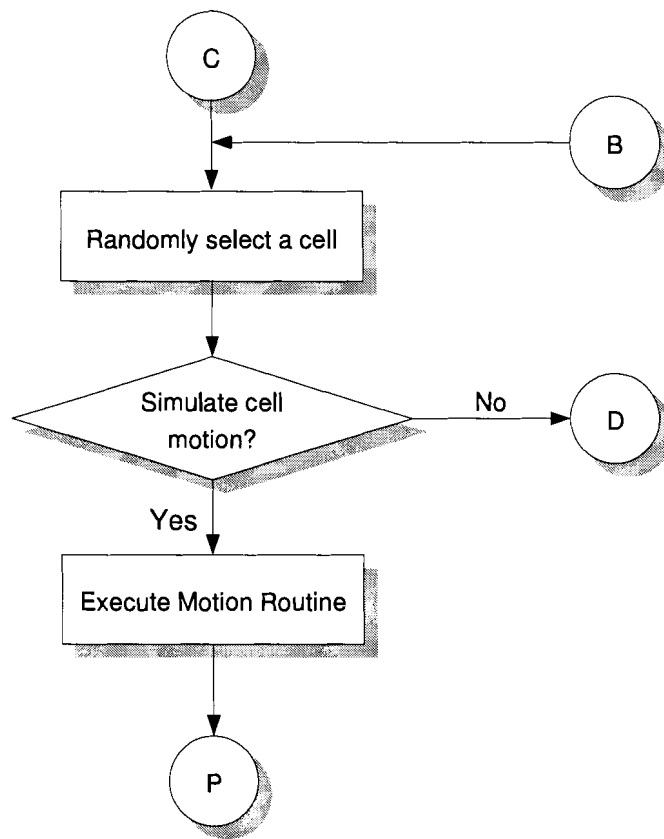 C
B
Randomly select a cell
Simulate cell
motion?
No
D
Yes
Execute Motion Routine
P